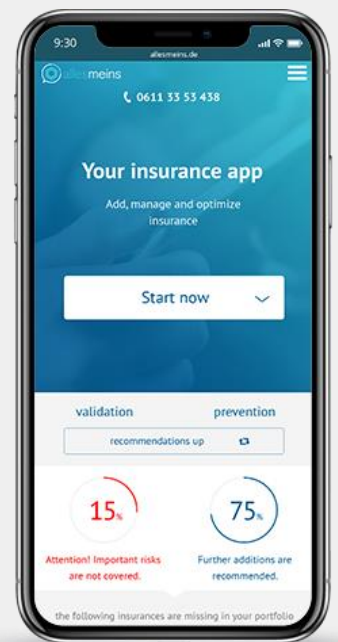 9:30
allesmeins.de
allesmeins
0611 33 53 438
Your insurance app
Add, manage and optimize
insurance
Start now
validation prevention
recommendations up
15%
75%
Attention! Important risks
are not covered.
Further additions are
recommended.
the following insurances are missing in your portfolio